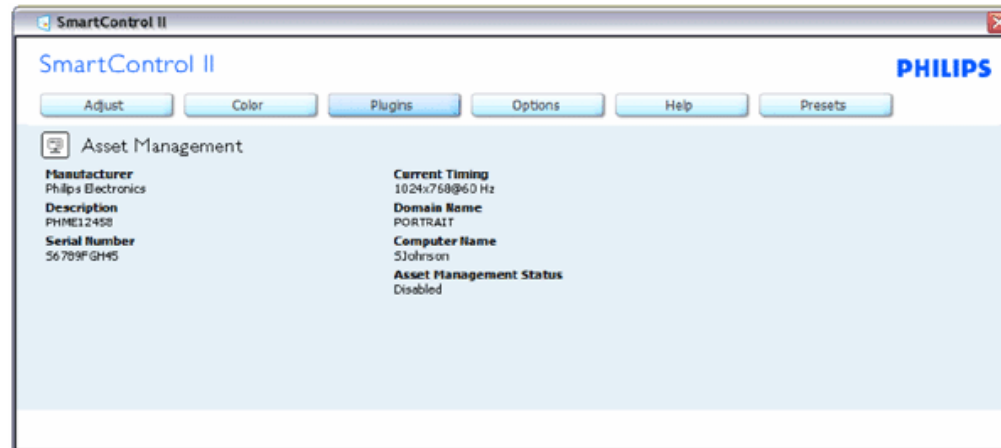 SmartControl II
SmartControl II
PHILIPS
Adjust Color Plugins Options Help Presets
Asset Management
Manufacturer
Philips Electronics
Description
PHME12458
Serial Number
56789FGH45
Current Timing
1024x768@60 Hz
Domain Name
PORTRAIT
Computer Name
SJohnson
Asset Management Status
Disabled